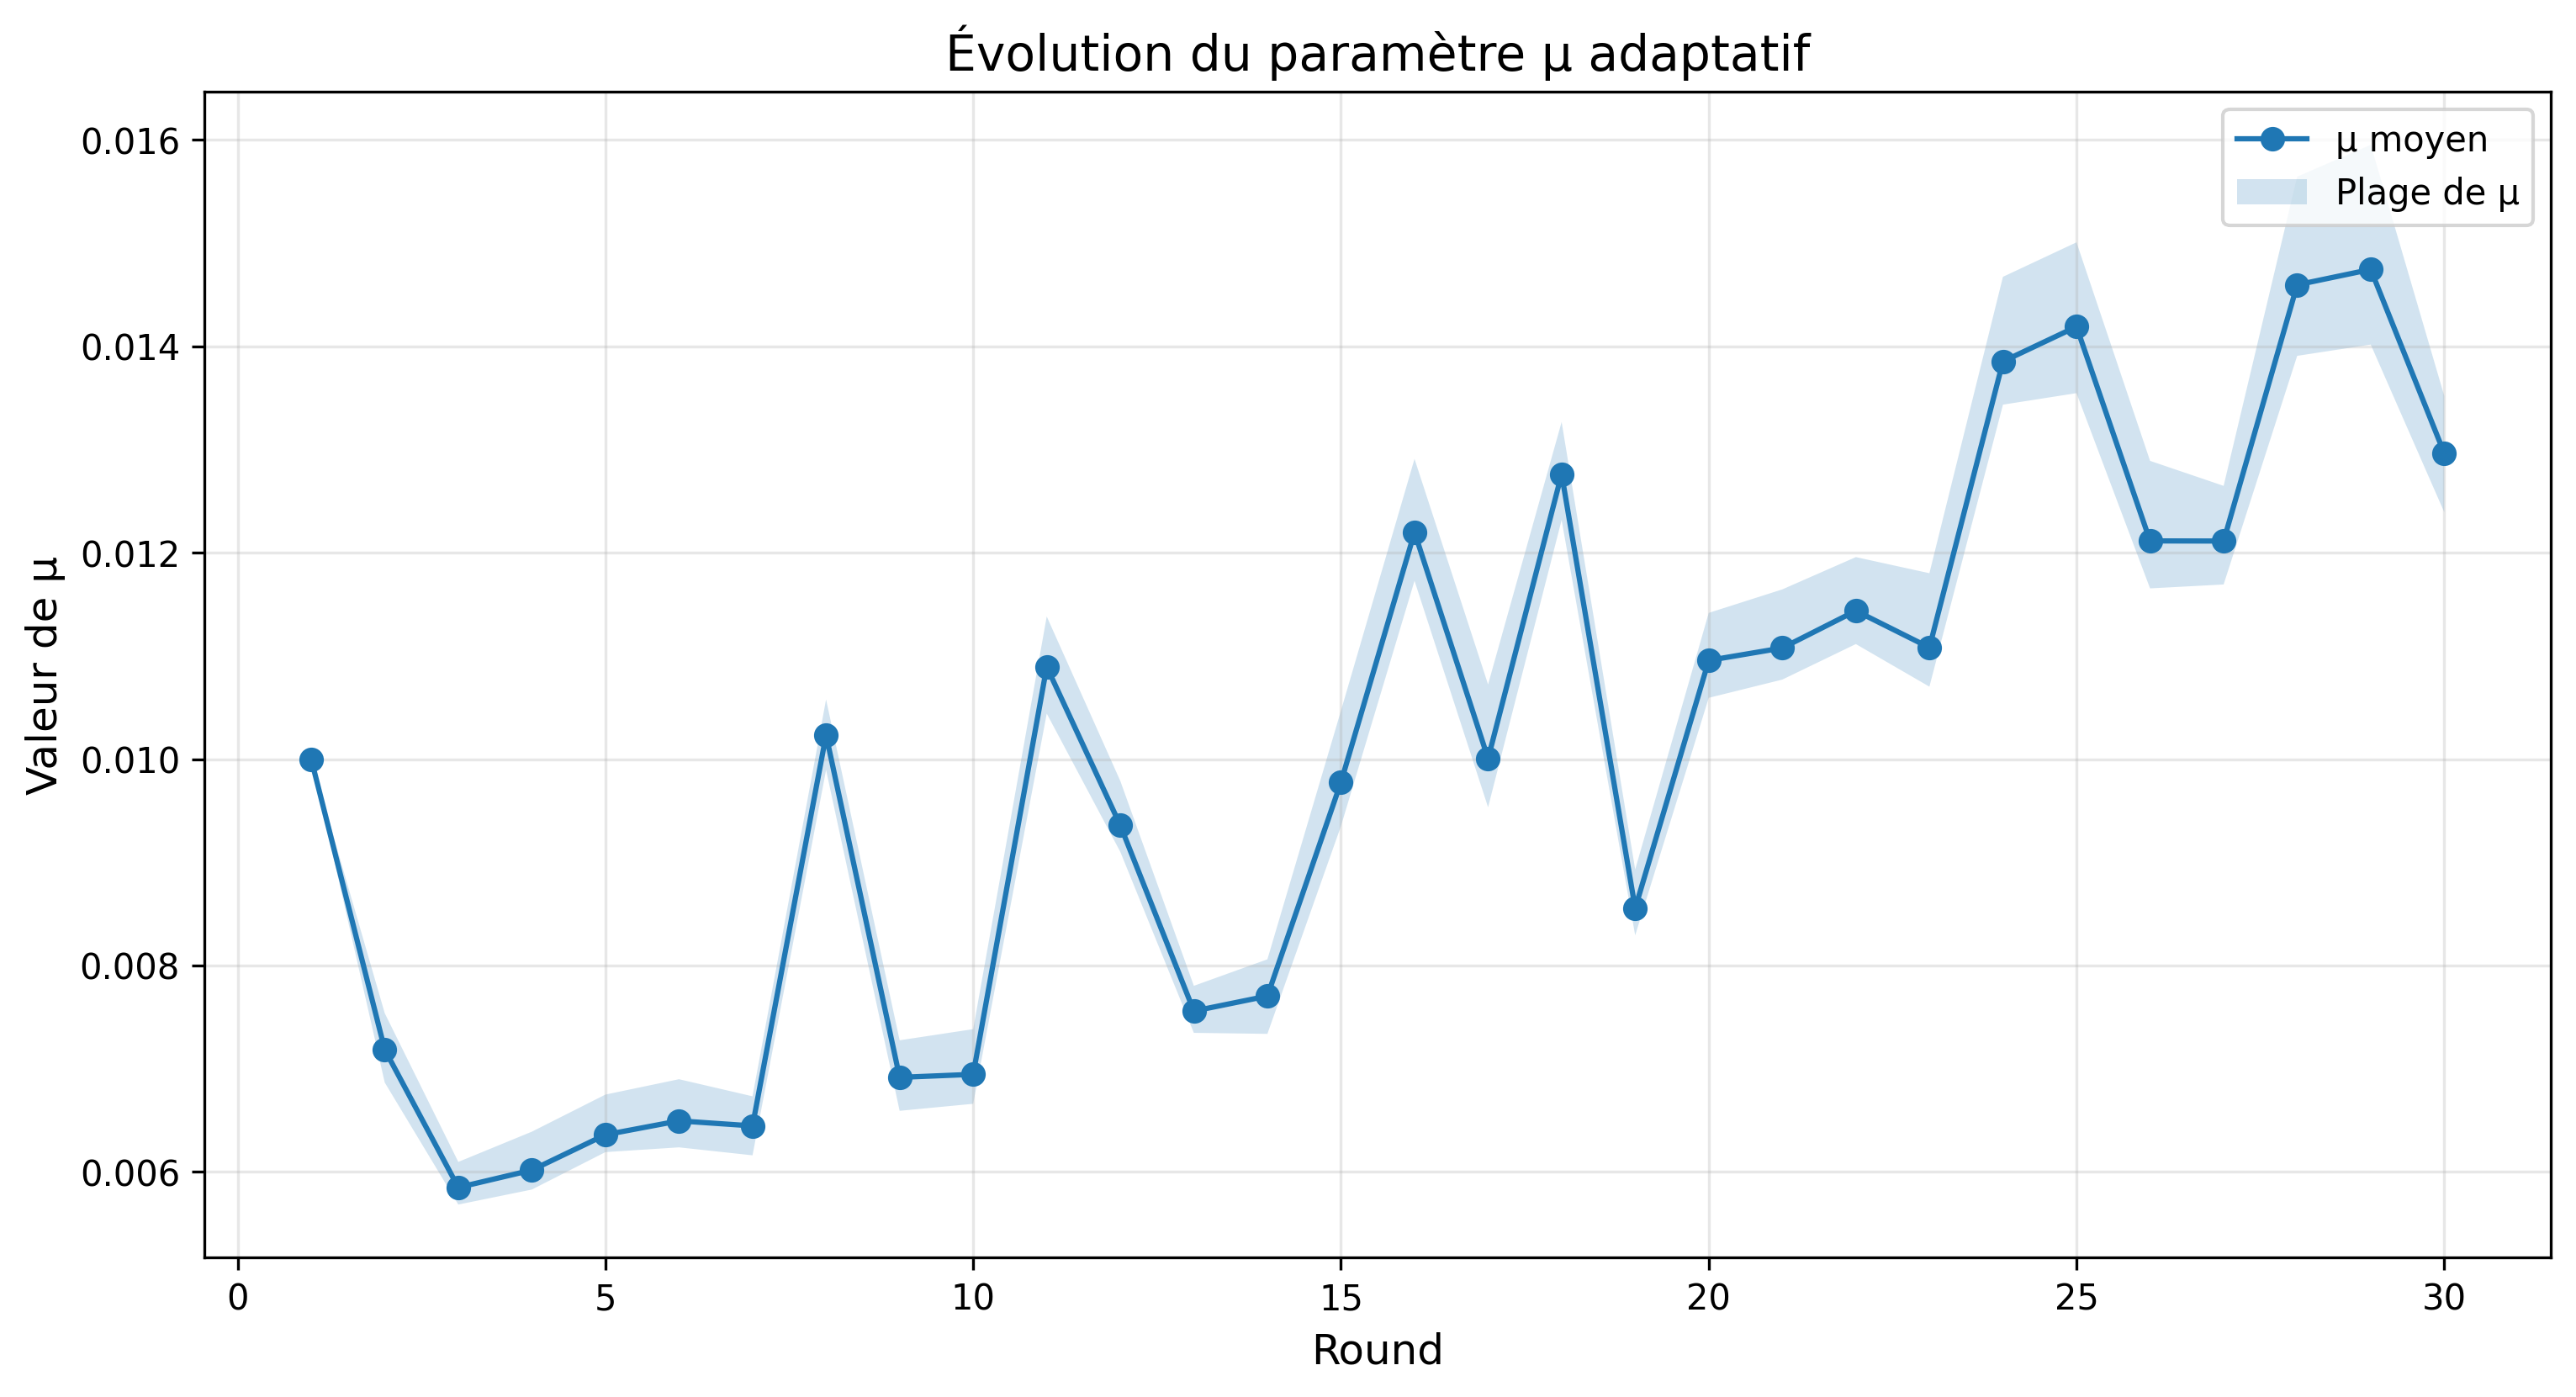 Évolution du paramètre μ adaptatif
μ moyen
Plage de μ
Valeur de μ
0.016
0.014
0.012
0.010
0.008
0.006
0 5 10 15 20 25 30
Round